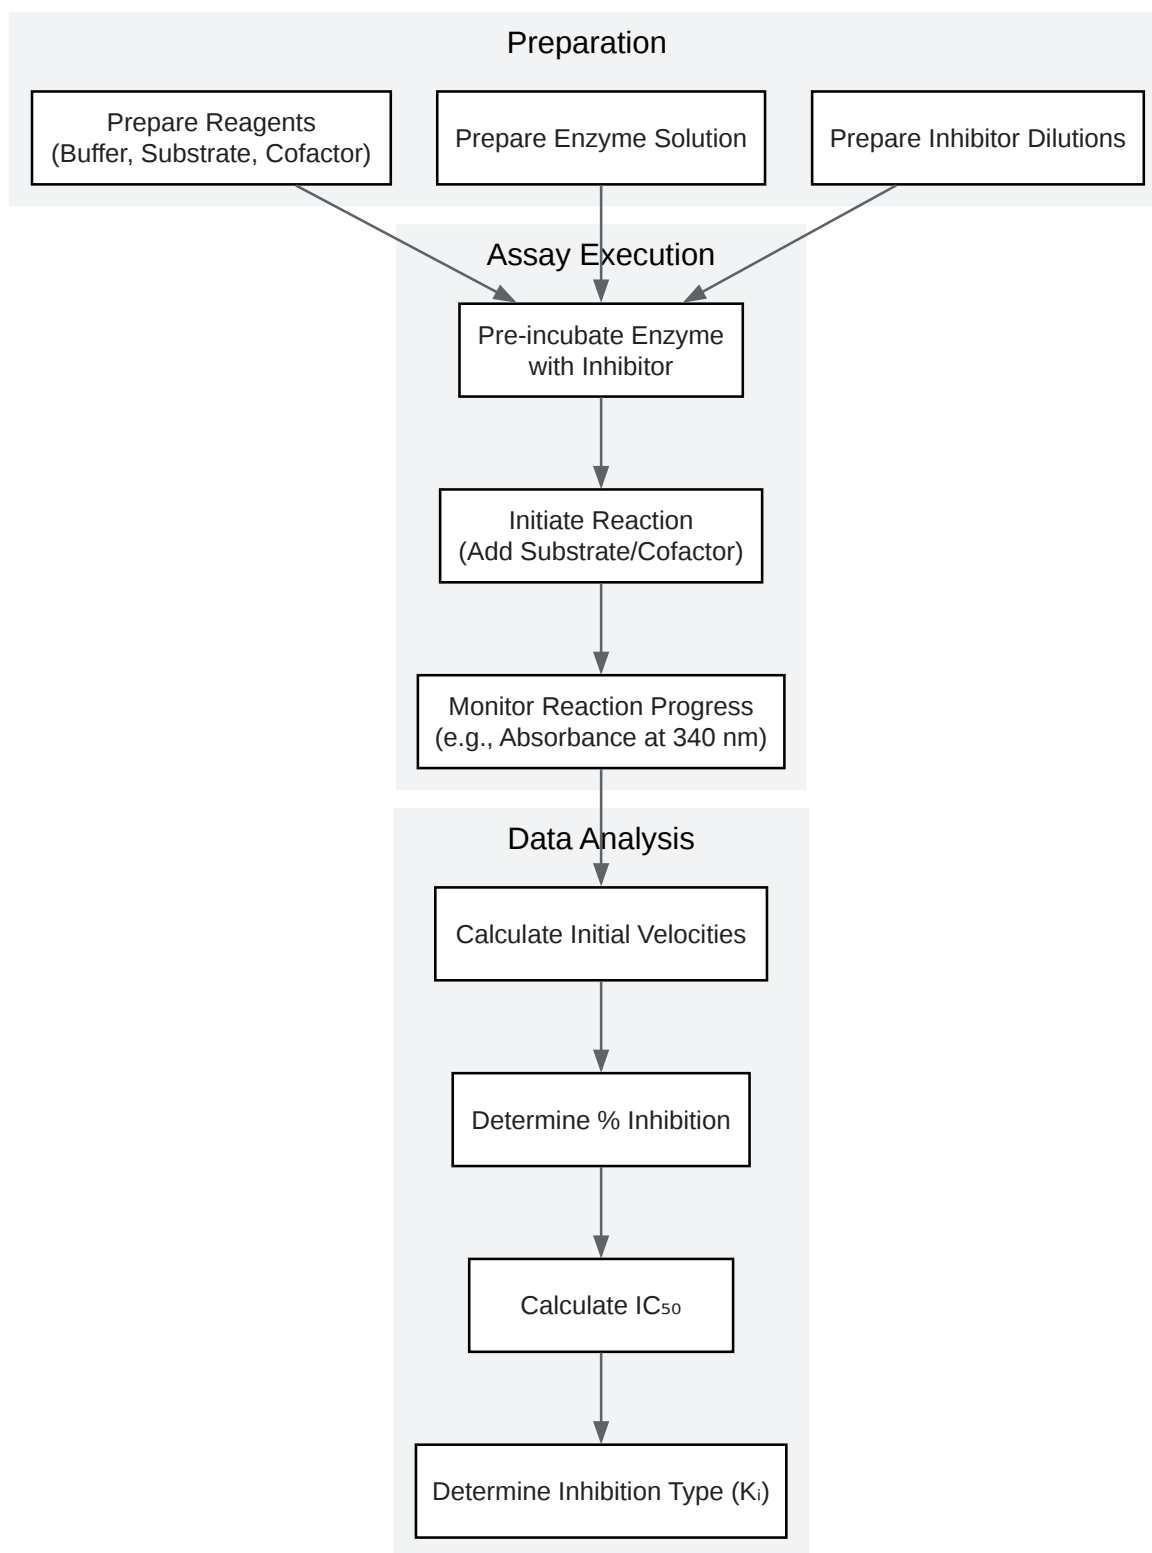 Preparation
Prepare Reagents
(Buffer, Substrate, Cofactor)
Prepare Enzyme Solution
Prepare Inhibitor Dilutions
Assay Execution
Pre-incubate Enzyme
with Inhibitor
Initiate Reaction
(Add Substrate/Cofactor)
Monitor Reaction Progress
(e.g., Absorbance at 340 nm)
Data Analysis
Calculate Initial Velocities
Determine % Inhibition
Calculate IC₅₀
Determine Inhibition Type (Kᵢ)